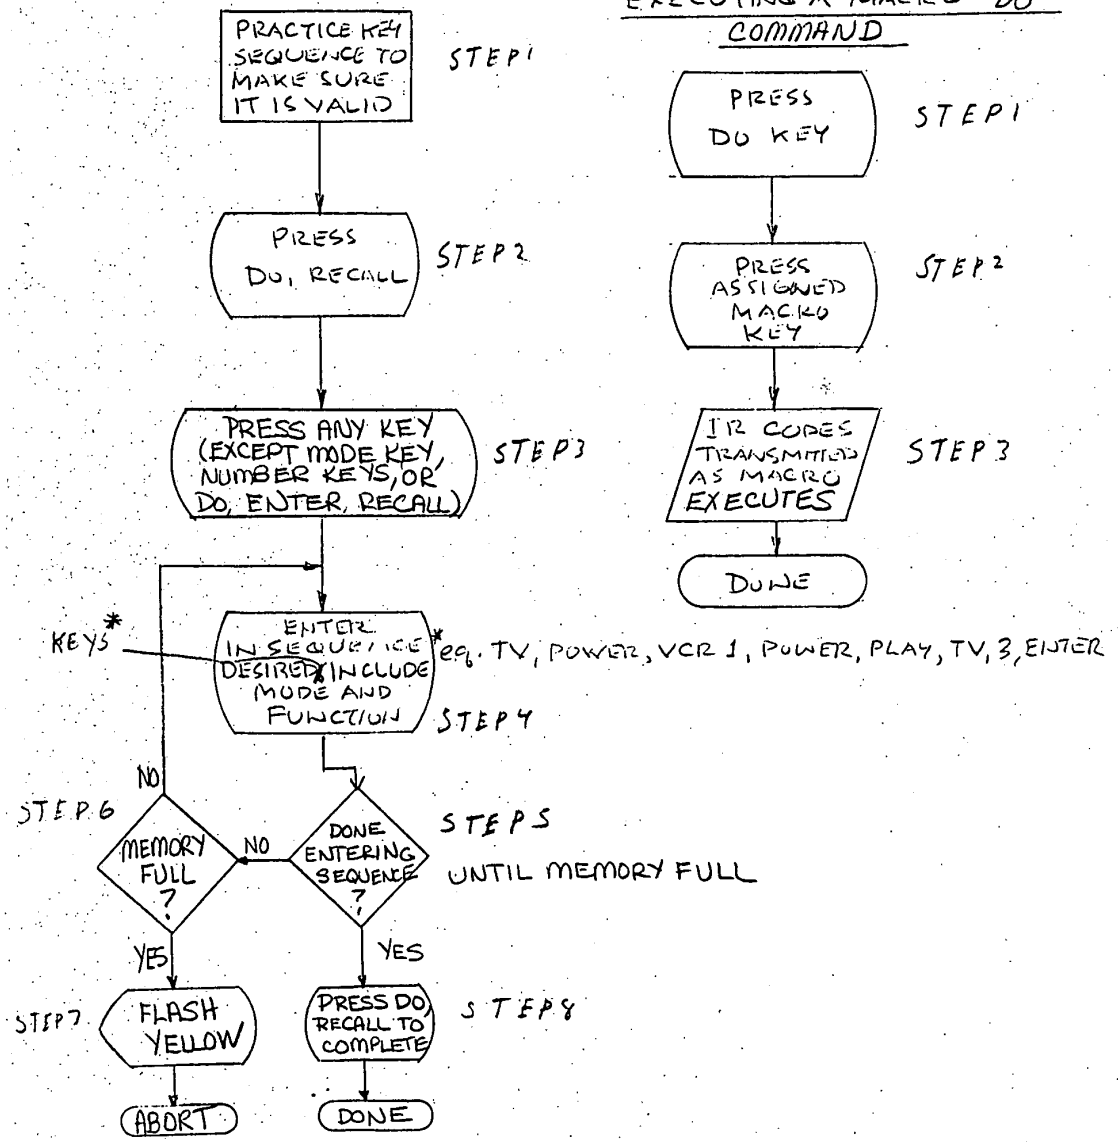 PRACTICE KEY
SEQUENCE TO
MAKE SURE
IT IS VALID
STEP1
PRESS
DO, RECALL
STEP2
PRESS ANY KEY
(EXCEPT MODE KEY,
NUMBER KEYS, OR
DO, ENTER, RECALL)
STEP3
KEYS*
ENTER
IN SEQUENCE
DESIRED, INCLUDE
MODE AND
FUNCTION
*eg. TV, POWER, VCR 1, POWER, PLAY, TV, 3, ENTER
STEP4
DONE
ENTERING
SEQUENCE
?
STEP5
UNTIL MEMORY FULL
NO
MEMORY
FULL
?
STEP6
NO
YES
FLASH
YELLOW
STEP7
ABORT
YES
PRESS DO,
RECALL TO
COMPLETE
STEP8
DONE
EXECUTING A MACRO "DO"
COMMAND
PRESS
DO KEY
STEP1
PRESS
ASSIGNED
MACRO
KEY
STEP2
IR CODES
TRANSMITTED
AS MACRO
EXECUTES
STEP3
DONE